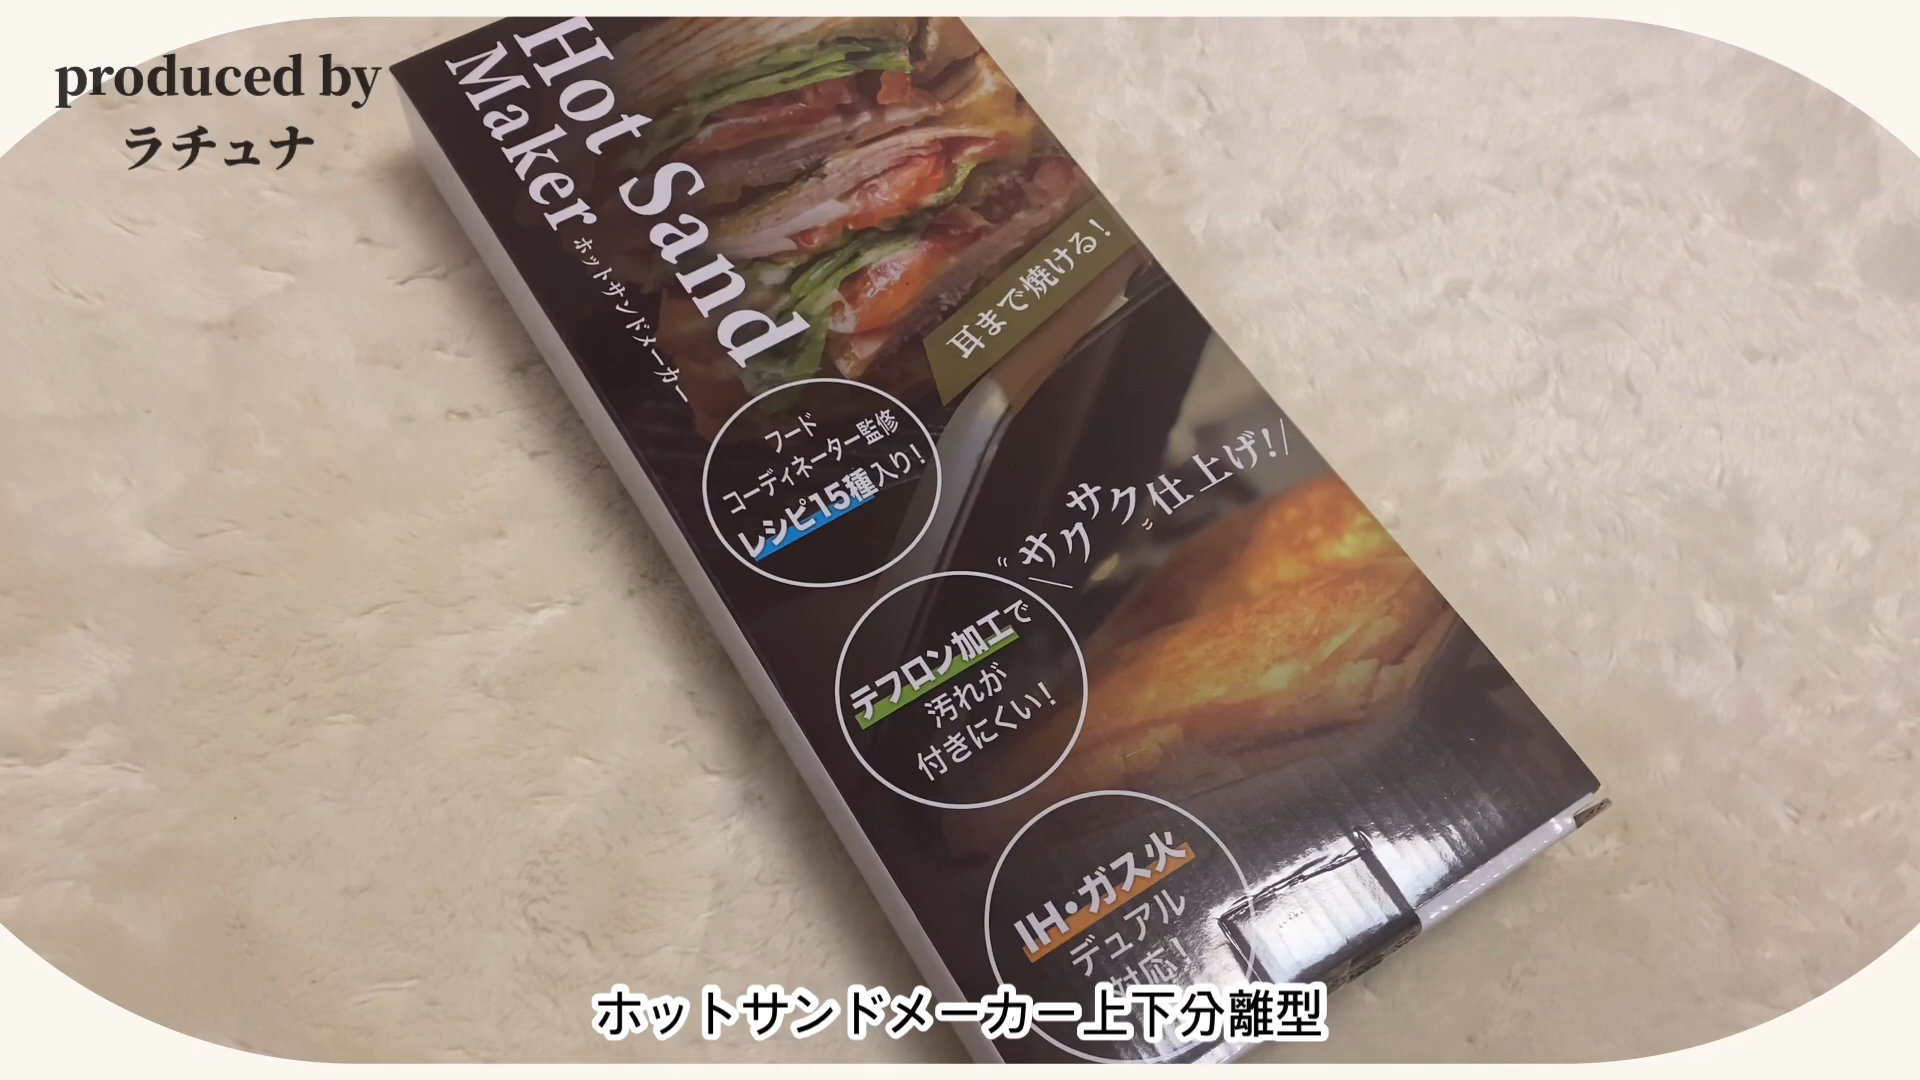 produced by
ラチュナ
Hot Sand
Maker
ホットサンドメーカー
耳まで焼ける!
フード
コーディネーター監修
レシピ15種入り!
サクサク仕上げ!
テフロン加工で
汚れが
付きにくい!
IH・ガス火
デュアル
対応!
ホットサンドメーカー上下分離型